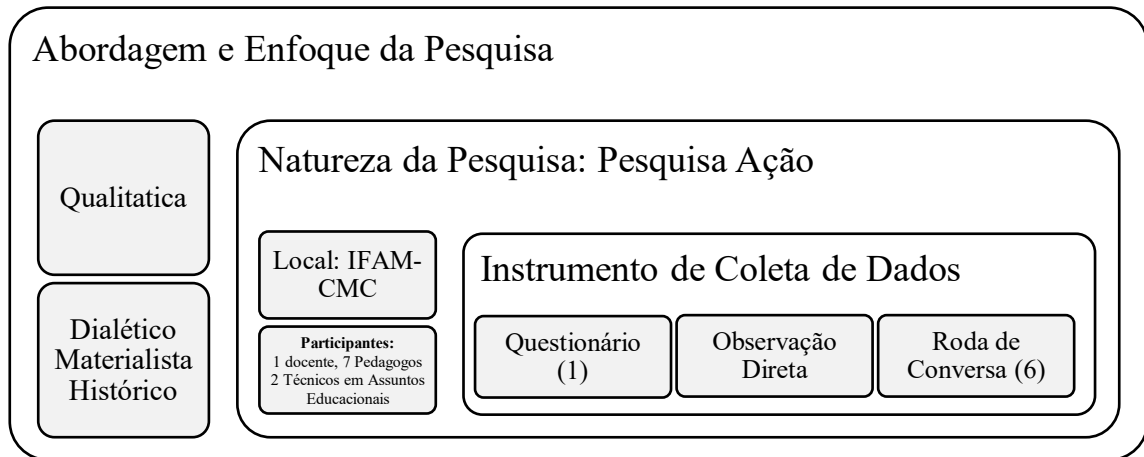 Abordagem e Enfoque da Pesquisa
Qualitatica
Dialético
Materialista
Histórico
Natureza da Pesquisa: Pesquisa Ação
Local: IFAM-
CMC
Participantes:
1 docente, 7 Pedagogos
2 Técnicos em Assuntos
Educacionais
Instrumento de Coleta de Dados
Questionário
(1)
Observação
Direta
Roda de
Conversa (6)